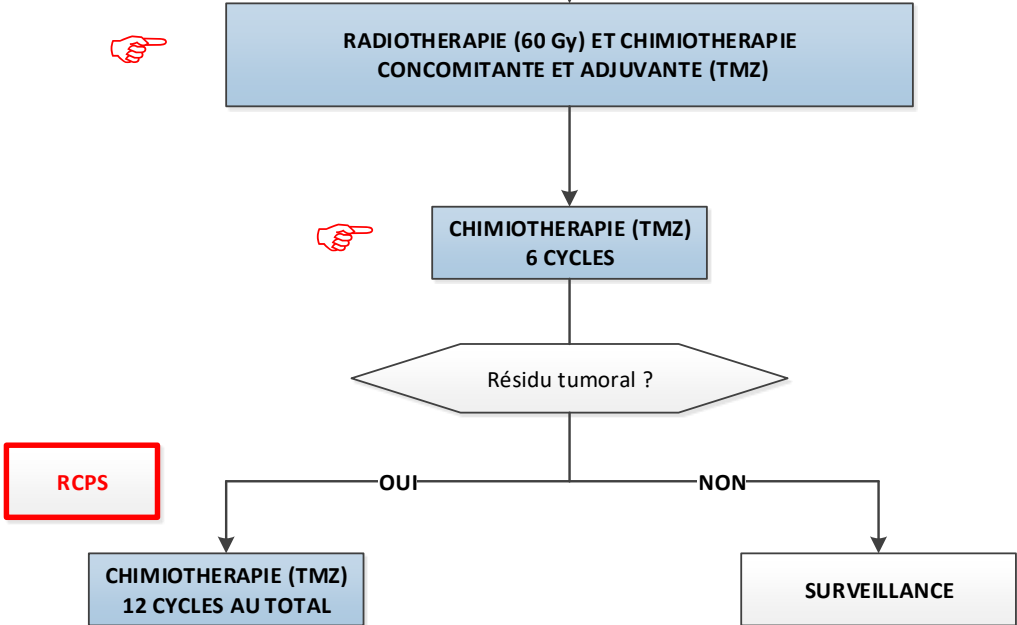 RADIOTHERAPIE (60 Gy) ET CHIMIOTHERAPIE
CONCOMITANTE ET ADJUVANTE (TMZ)
CHIMIOTHERAPIE (TMZ)
6 CYCLES
Résidu tumoral ?
RCPS
OUI
NON
CHIMIOTHERAPIE (TMZ)
12 CYCLES AU TOTAL
SURVEILLANCE